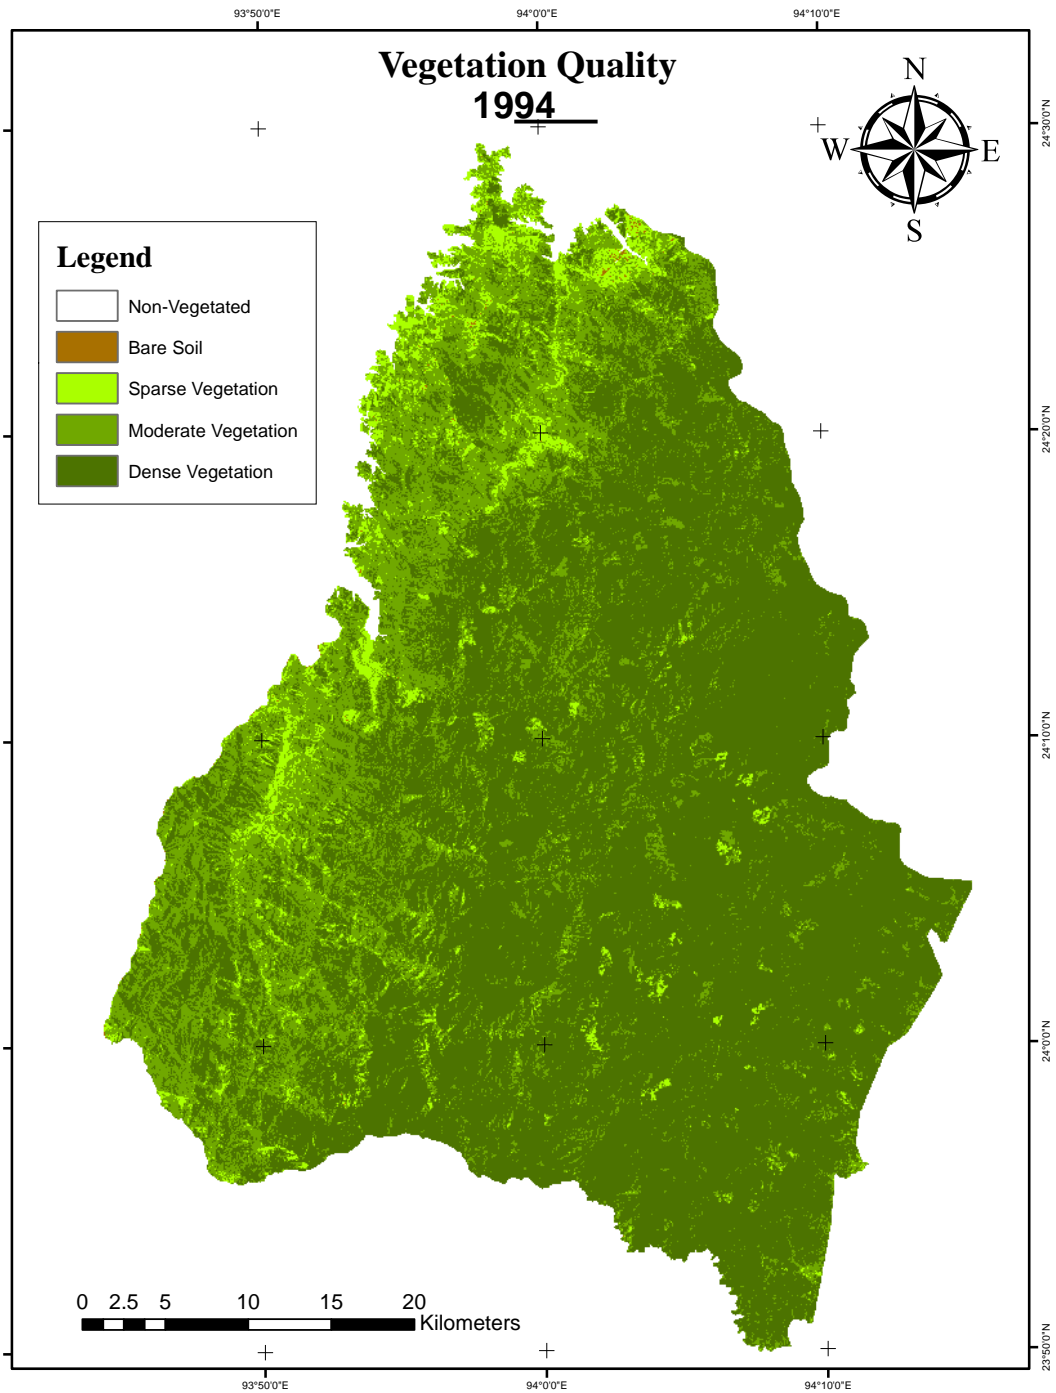 93°50'0"E 94°0'0"E 94°10'0"E
Vegetation Quality
1994
N
W E
S
24°30'0"N
Legend
Non-Vegetated
Bare Soil
Sparse Vegetation
Moderate Vegetation
Dense Vegetation
24°20'0"N
24°10'0"N
24°0'0"N
0 2.5 5 10 15 20
Kilometers
23°50'0"N
93°50'0"E 94°0'0"E 94°10'0"E